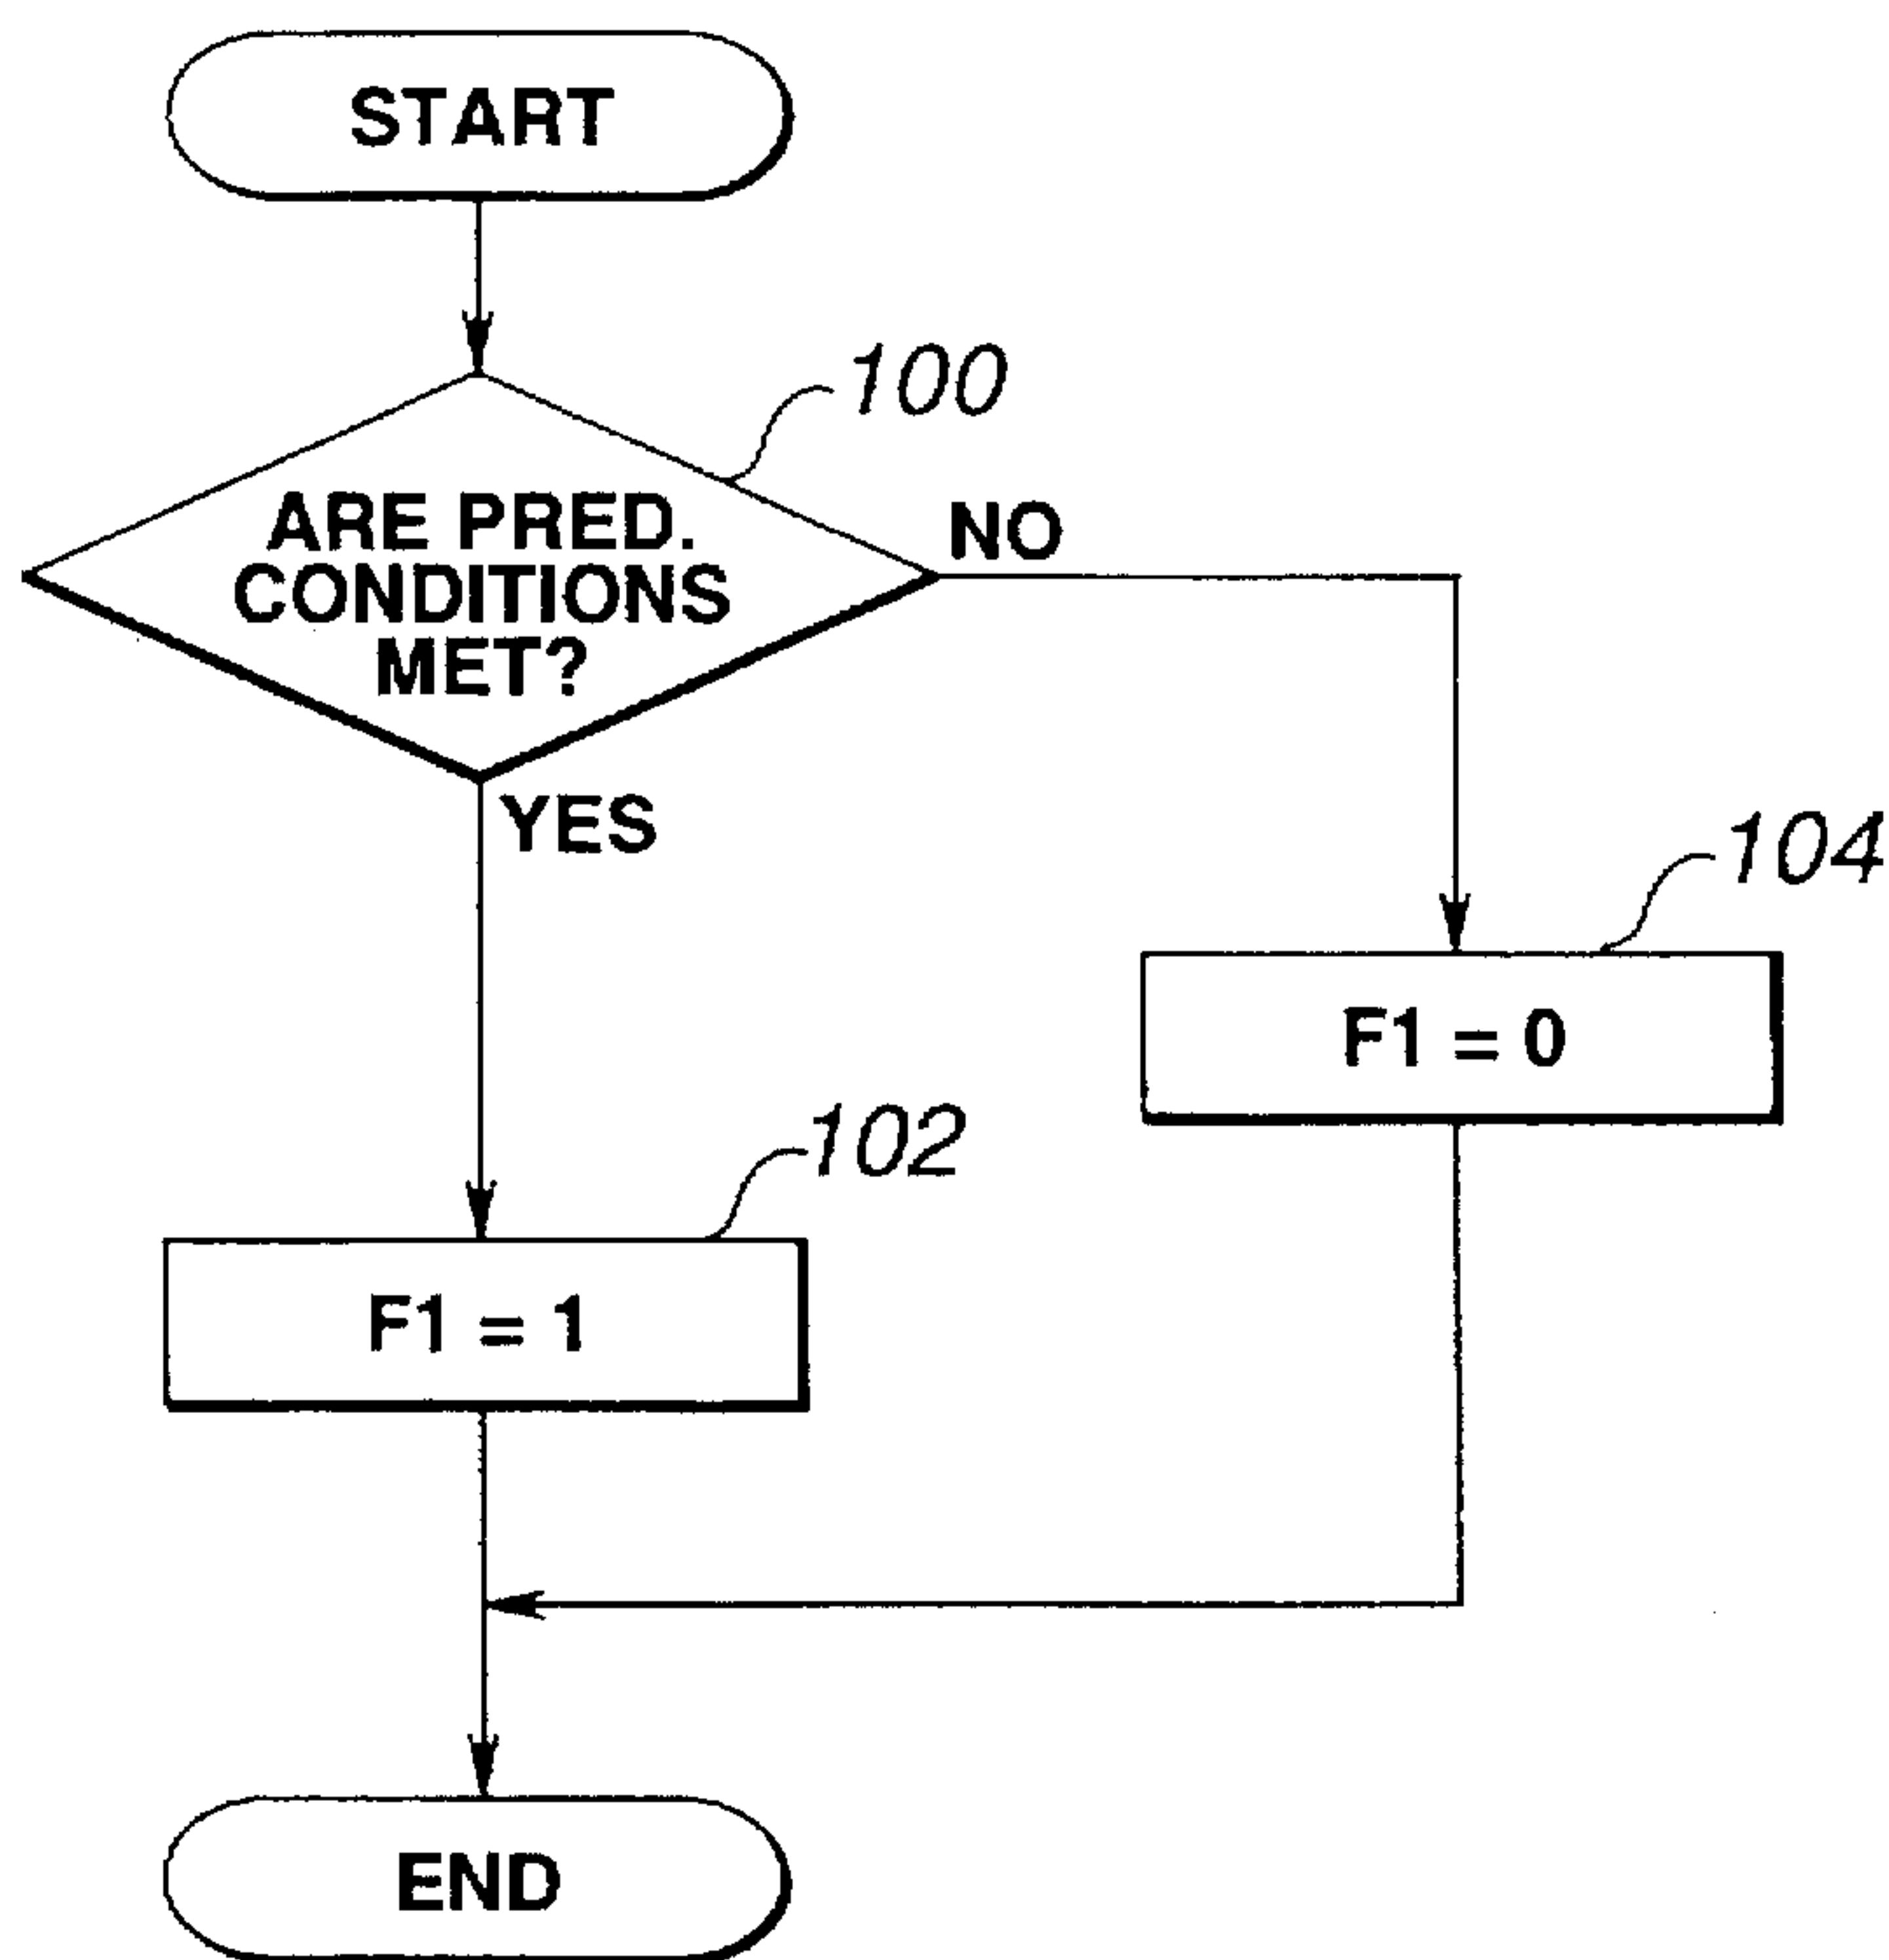 START
100
ARE PRED.
CONDITIONS
MET?
NO
YES
104
F1 = 0
102
F1 = 1
END